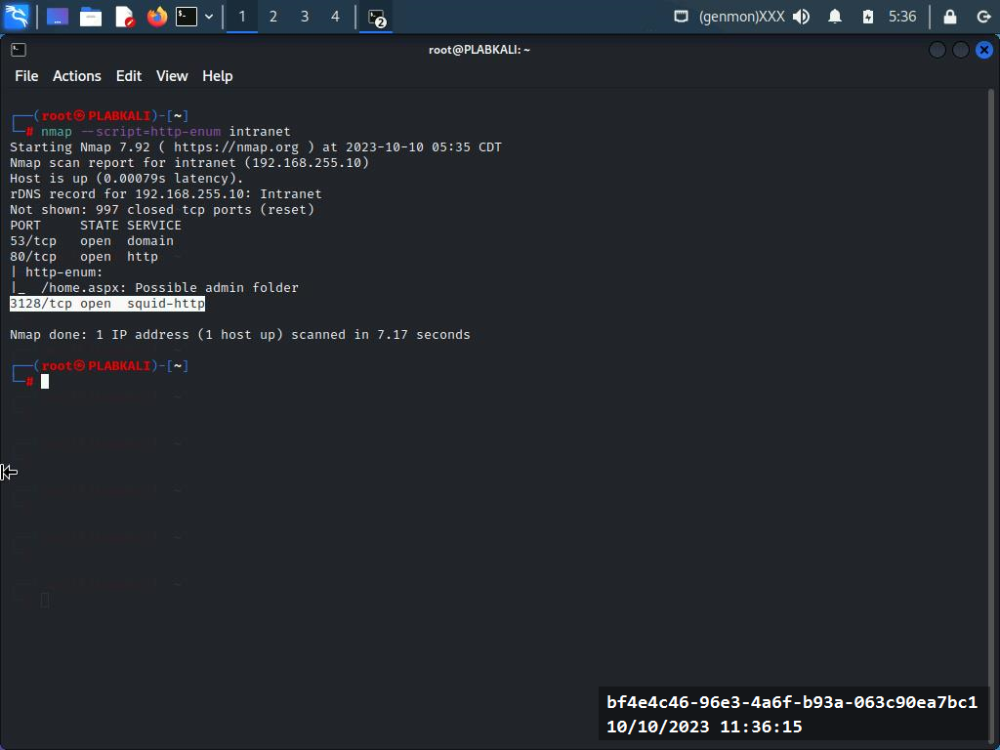 1 2 3 4 2 (genmon)XXX 5:36
root@PLABKALI: ~
File Actions Edit View Help
┌──(root㉿PLABKALI)-[~]
└─# nmap --script=http-enum intranet
Starting Nmap 7.92 ( https://nmap.org ) at 2023-10-10 05:35 CDT
Nmap scan report for intranet (192.168.255.10)
Host is up (0.00079s latency).
rDNS record for 192.168.255.10: Intranet
Not shown: 997 closed tcp ports (reset)
PORT     STATE SERVICE
53/tcp   open  domain
80/tcp   open  http
| http-enum:
|_  /home.aspx: Possible admin folder
3128/tcp open  squid-http
Nmap done: 1 IP address (1 host up) scanned in 7.17 seconds
┌──(root㉿PLABKALI)-[~]
└─#
bf4e4c46-96e3-4a6f-b93a-063c90ea7bc1
10/10/2023 11:36:15